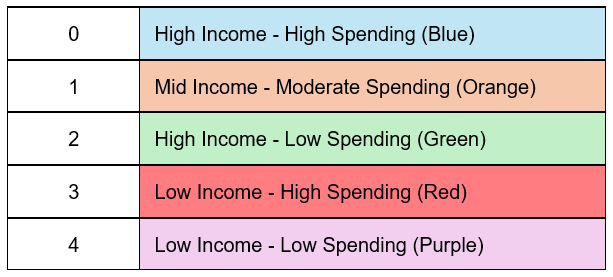 0 High Income - High Spending (Blue)
1 Mid Income - Moderate Spending (Orange)
2 High Income - Low Spending (Green)
3 Low Income - High Spending (Red)
4 Low Income - Low Spending (Purple)